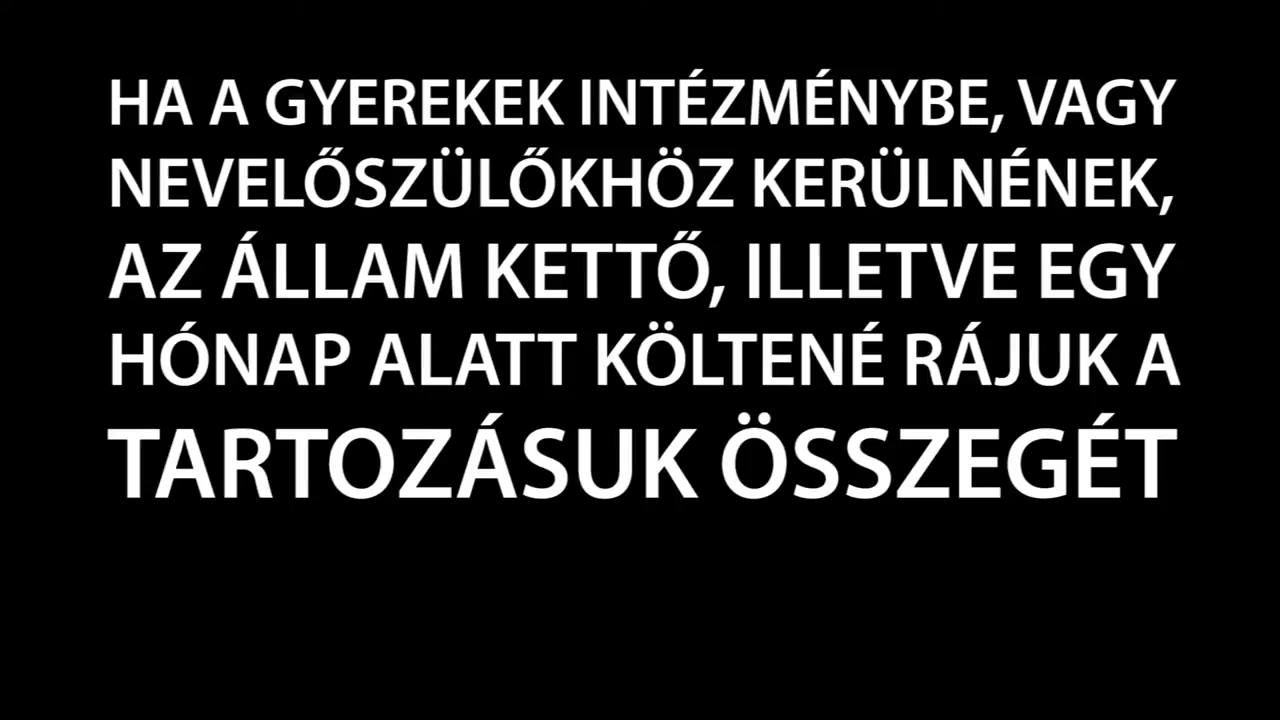 HA A GYEREKEK INTÉZMÉNYBE, VAGY
NEVELŐSZÜLŐKHÖZ KERÜLNÉNEK,
AZ ÁLLAM KETTŐ, ILLETVE EGY
HÓNAP ALATT KÖLTENÉ RÁJUK A
TARTOZÁSUK ÖSSZEGÉT